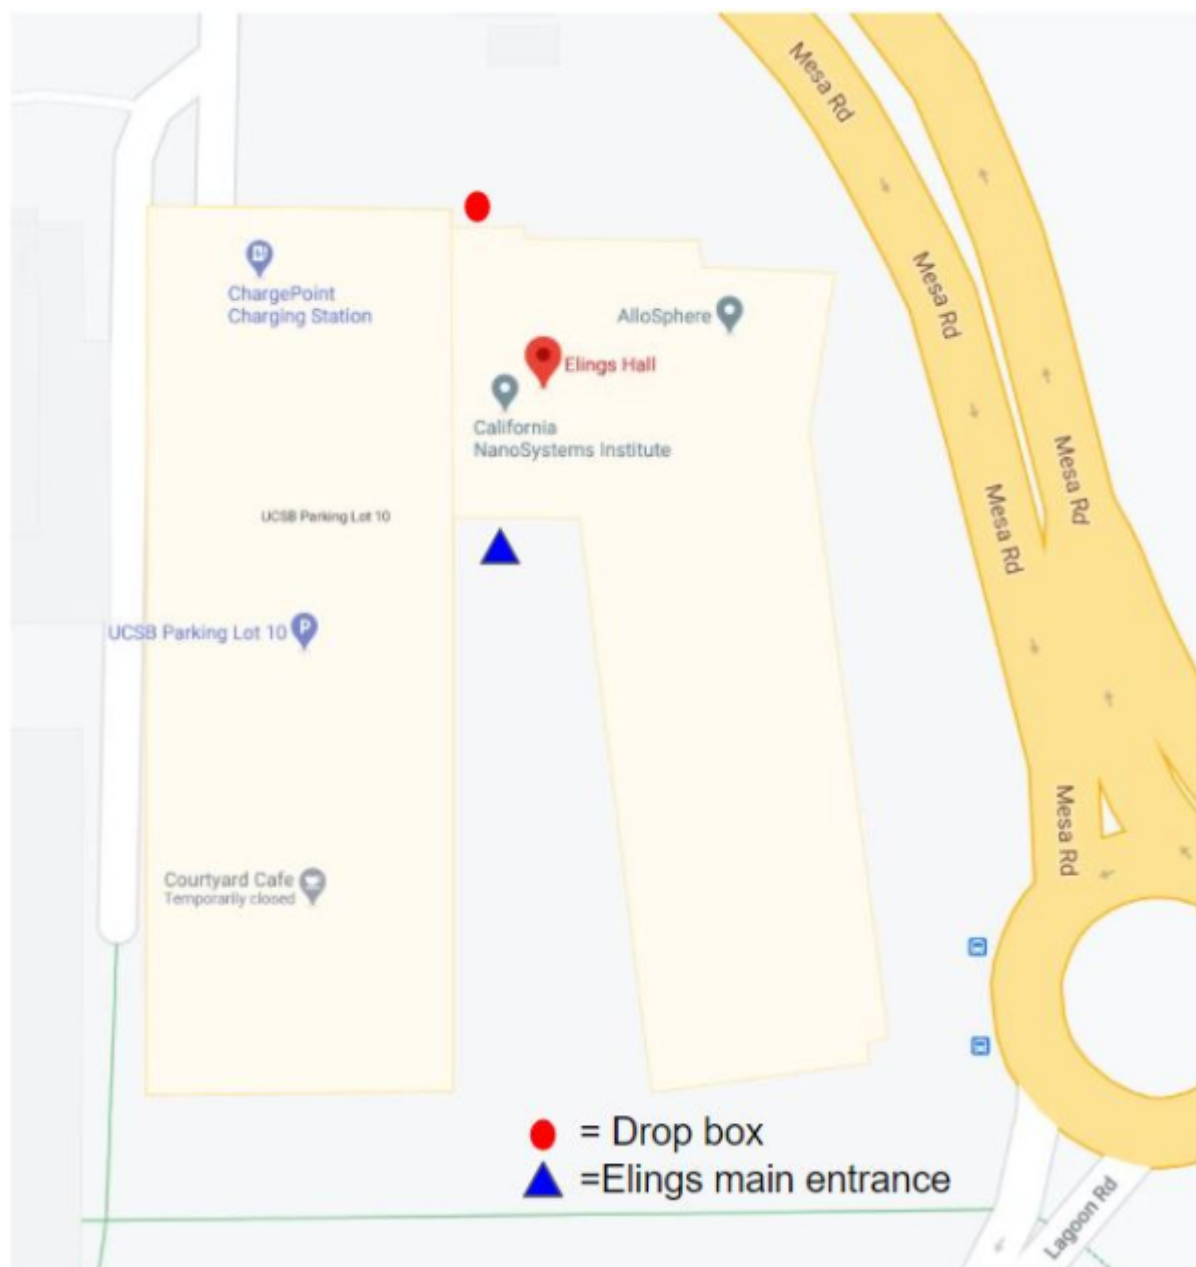 Mesa Rd
Mesa Rd
ChargePoint
Charging Station
AlloSphere
Elings Hall
California
NanoSystems Institute
Mesa Rd
Mesa Rd
UCSB Parking Lot 10
UCSB Parking Lot 10
P
Mesa Rd
Courtyard Cafe
Temporarily closed
= Drop box
=Elings main entrance
Lagoon Rd